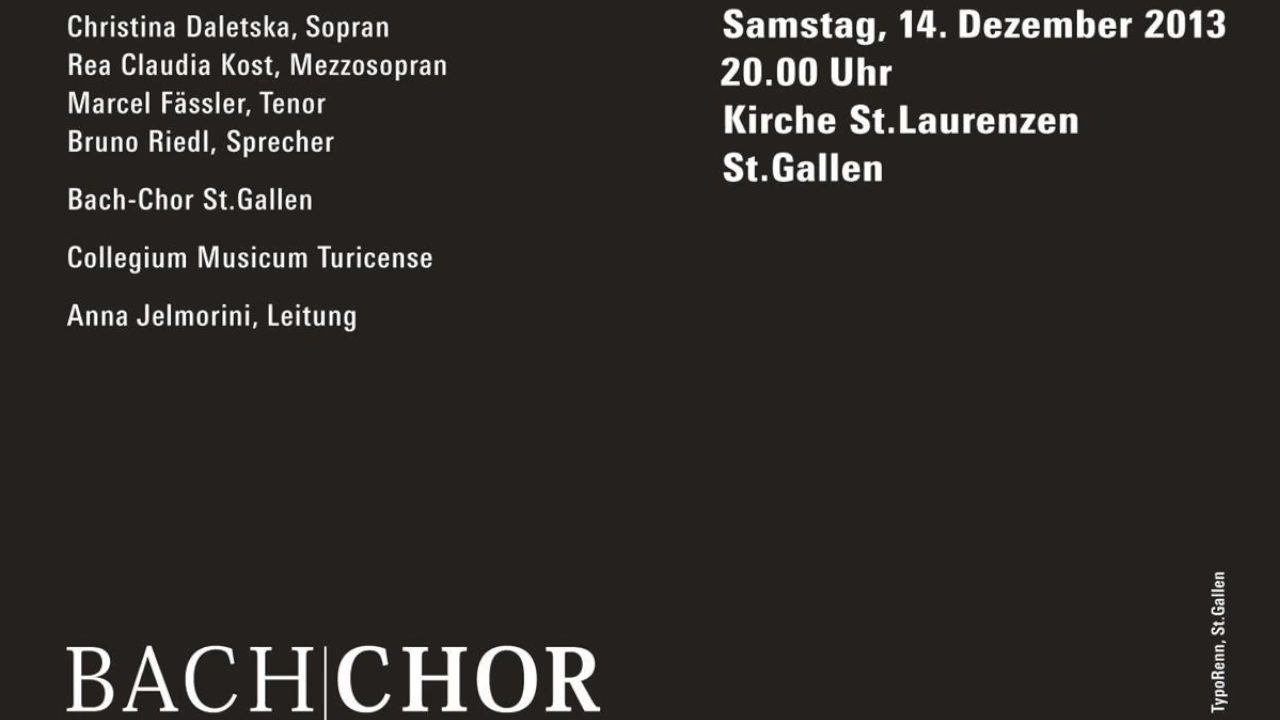 Christina Daletska, Sopran
Rea Claudia Kost, Mezzosopran
Marcel Fässler, Tenor
Bruno Riedl, Sprecher
Bach-Chor St.Gallen
Collegium Musicum Turicense
Anna Jelmorini, Leitung
Samstag, 14. Dezember 2013
20.00 Uhr
Kirche St.Laurenzen
St.Gallen
BACH|CHOR
TypoRenn, St.Gallen